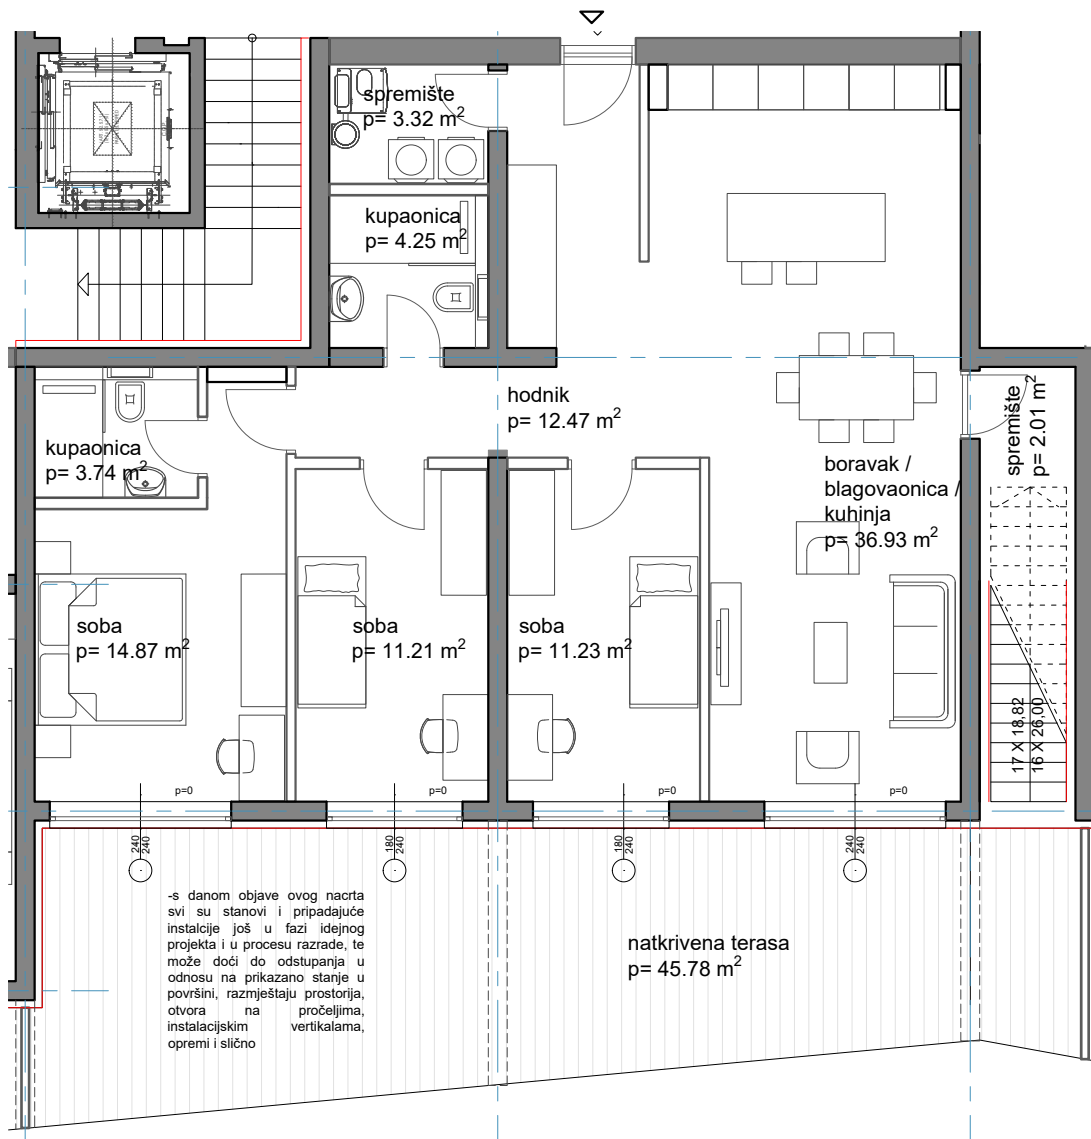 spremište
p= 3.32 m²
kupaonica
p= 4.25 m²
hodnik
p= 12.47 m²
kupaonica
p= 3.74 m²
spremište
p= 2.01 m²
boravak /
blagovaonica /
kuhinja
p= 36.93 m²
soba
p= 14.87 m²
soba
p= 11.21 m²
soba
p= 11.23 m²
17 X 18,82
16 X 26,00
p=0
p=0
p=0
p=0
240
240
180
240
180
240
240
240
-s danom objave ovog nacrta
svi su stanovi i pripadajuće
instalcije još u fazi idejnog
projekta i u procesu razrade, te
može doći do odstupanja u
odnosu na prikazano stanje u
površini, razmještaju prostorija,
otvora na pročeljima,
instalacijskim vertikalama,
opremi i slično
natkrivena terasa
p= 45.78 m²